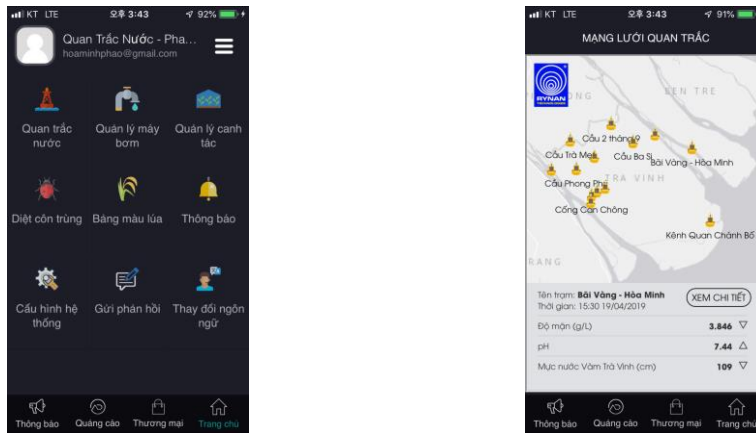 KT LTE 오후 3:43 92%
Quan Trắc Nước - Pha...
hoaminhphao@gmail.com
Quan trắc nước
Quản lý máy bơm
Quản lý canh tác
Diệt côn trùng
Bảng màu lúa
Thông báo
Cấu hình hệ thống
Gửi phản hồi
Thay đổi ngôn ngữ
Thông báo
Quảng cáo
Thương mại
Trang chủ
KT LTE 오후 3:43 91%
MẠNG LƯỚI QUAN TRẮC
RYNAN
BEN TRE
Cầu 2 tháng 9
Cầu Trà Mẹt
Cầu Ba Si
Bãi Vàng - Hòa Minh
Cầu Phong Phú
TRA VINH
Cống Cần Chông
Kênh Quan Chánh Bố
RANG
Tên trạm: Bãi Vàng - Hòa Minh
XEM CHI TIẾT
Thời gian: 15:30 19/04/2019
Độ mặn (g/L) 3.846
pH 7.44
Mực nước Vàm Trà Vinh (cm) 109
Thông báo
Quảng cáo
Thương mại
Trang chủ